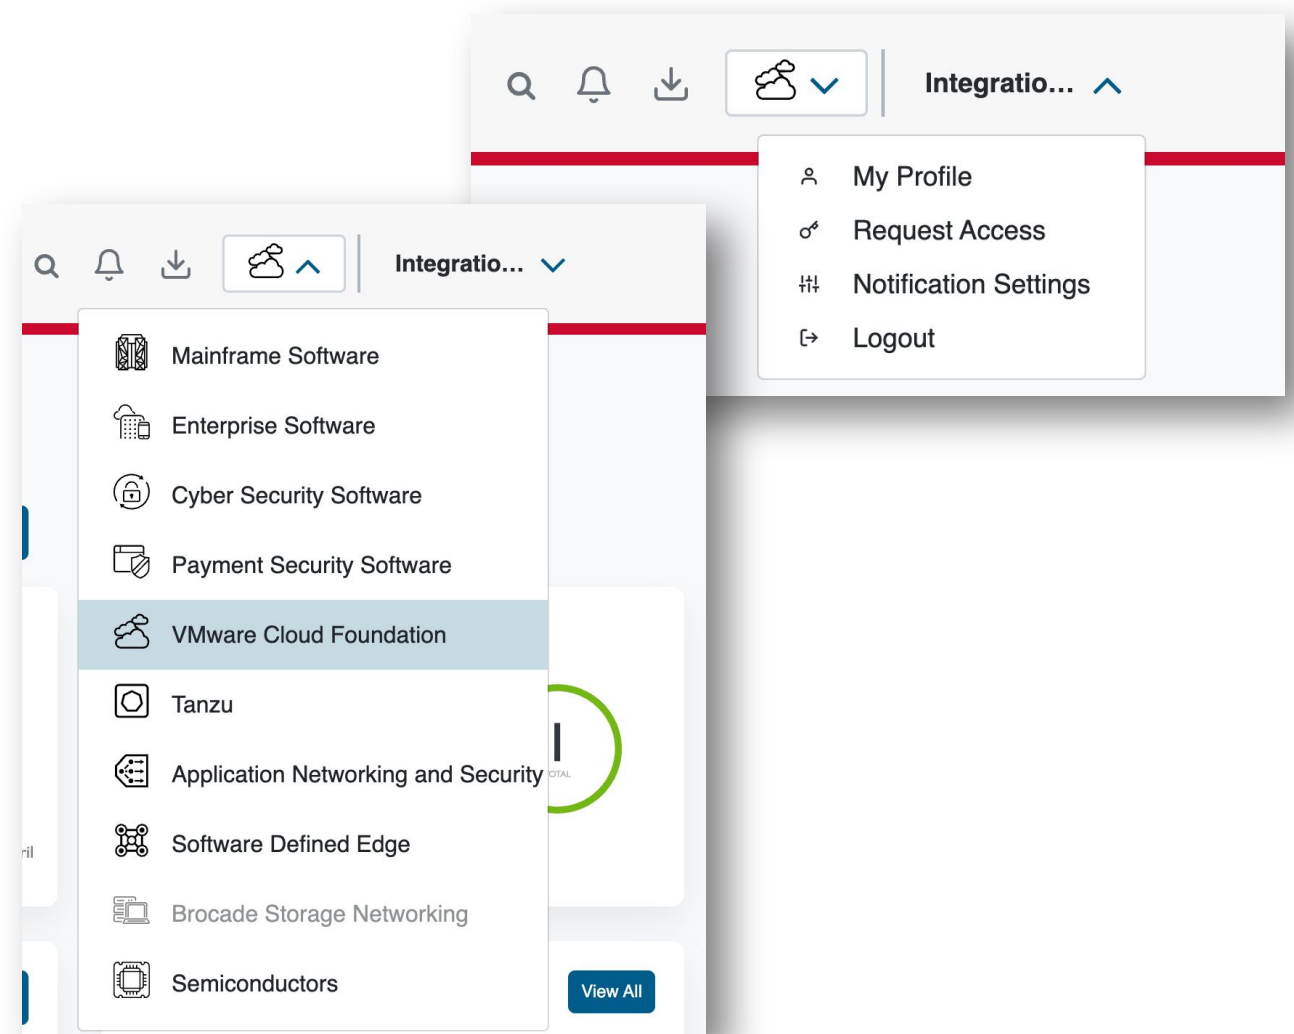 Integratio...
My Profile
Request Access
Notification Settings
Logout
Integratio...
Mainframe Software
Enterprise Software
Cyber Security Software
Payment Security Software
VMware Cloud Foundation
Tanzu
Application Networking and Security
Software Defined Edge
Brocade Storage Networking
Semiconductors
View All